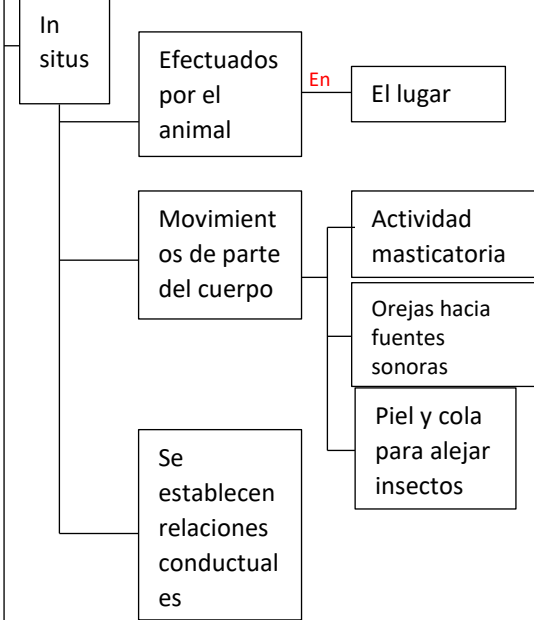 In
situs
Efectuados
por el
animal
En
El lugar
Movimient
os de parte
del cuerpo
Actividad
masticatoria
Orejas hacia
fuentes
sonoras
Piel y cola
para alejar
insectos
Se
establecen
relaciones
conductual
es